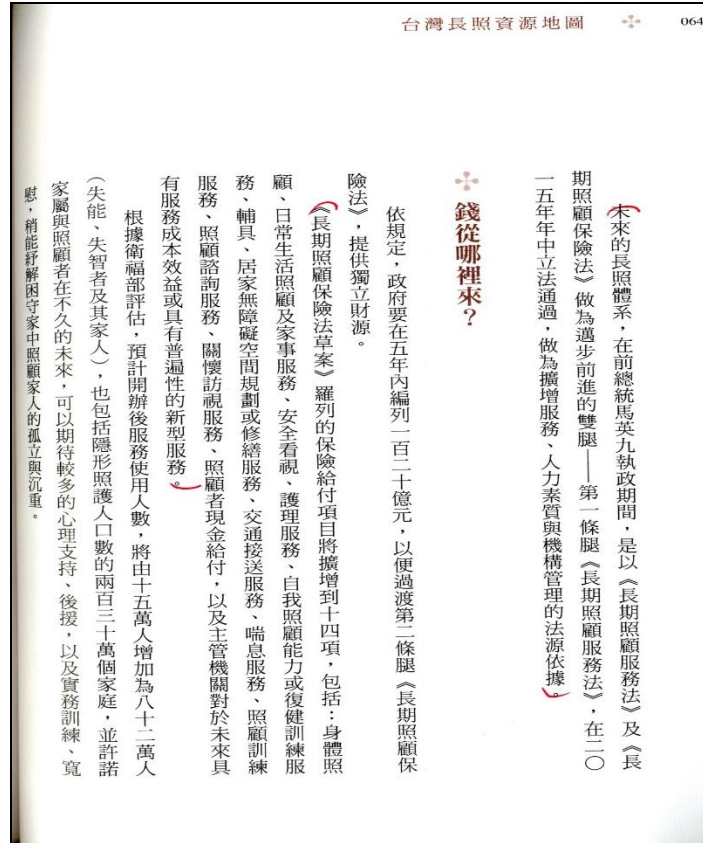 台灣長照資源地圖
064
未來的長照體系，在前總統馬英九執政期間，是以《長期照顧服務法》及《長
期照顧保險法》做為邁步前進的雙腿——第一條腿《長期照顧服務法》，在二〇
一五年年中立法通過，做為擴增服務、人力素質與機構管理的法源依據。
錢從哪裡來？
依規定，政府要在五年內編列一百二十億元，以便過渡第二條腿《長期照顧保
險法》，提供獨立財源。
《長期照顧保險法草案》羅列的保險給付項目將擴增到十四項，包括：身體照
顧、日常生活照顧及家事服務、安全看視、護理服務、自我照顧能力或復健訓練服
務、輔具、居家無障礙空間規劃或修繕服務、交通接送服務、喘息服務、照顧訓練
服務、照顧諮詢服務、關懷訪視服務、照顧者現金給付，以及主管機關對於未來具
有服務成本效益或具有普遍性的新型服務。
根據衛福部評估，預計開辦後服務使用人數，將由十五萬人增加為八十二萬人
（失能、失智者及其家人），也包括隱形照護人口數的兩百三十萬個家庭，並許諾
家屬與照顧者在不久的未來，可以期待較多的心理支持、後援，以及實務訓練、寬
慰，稍能紓解困守家中照顧家人的孤立與沉重。